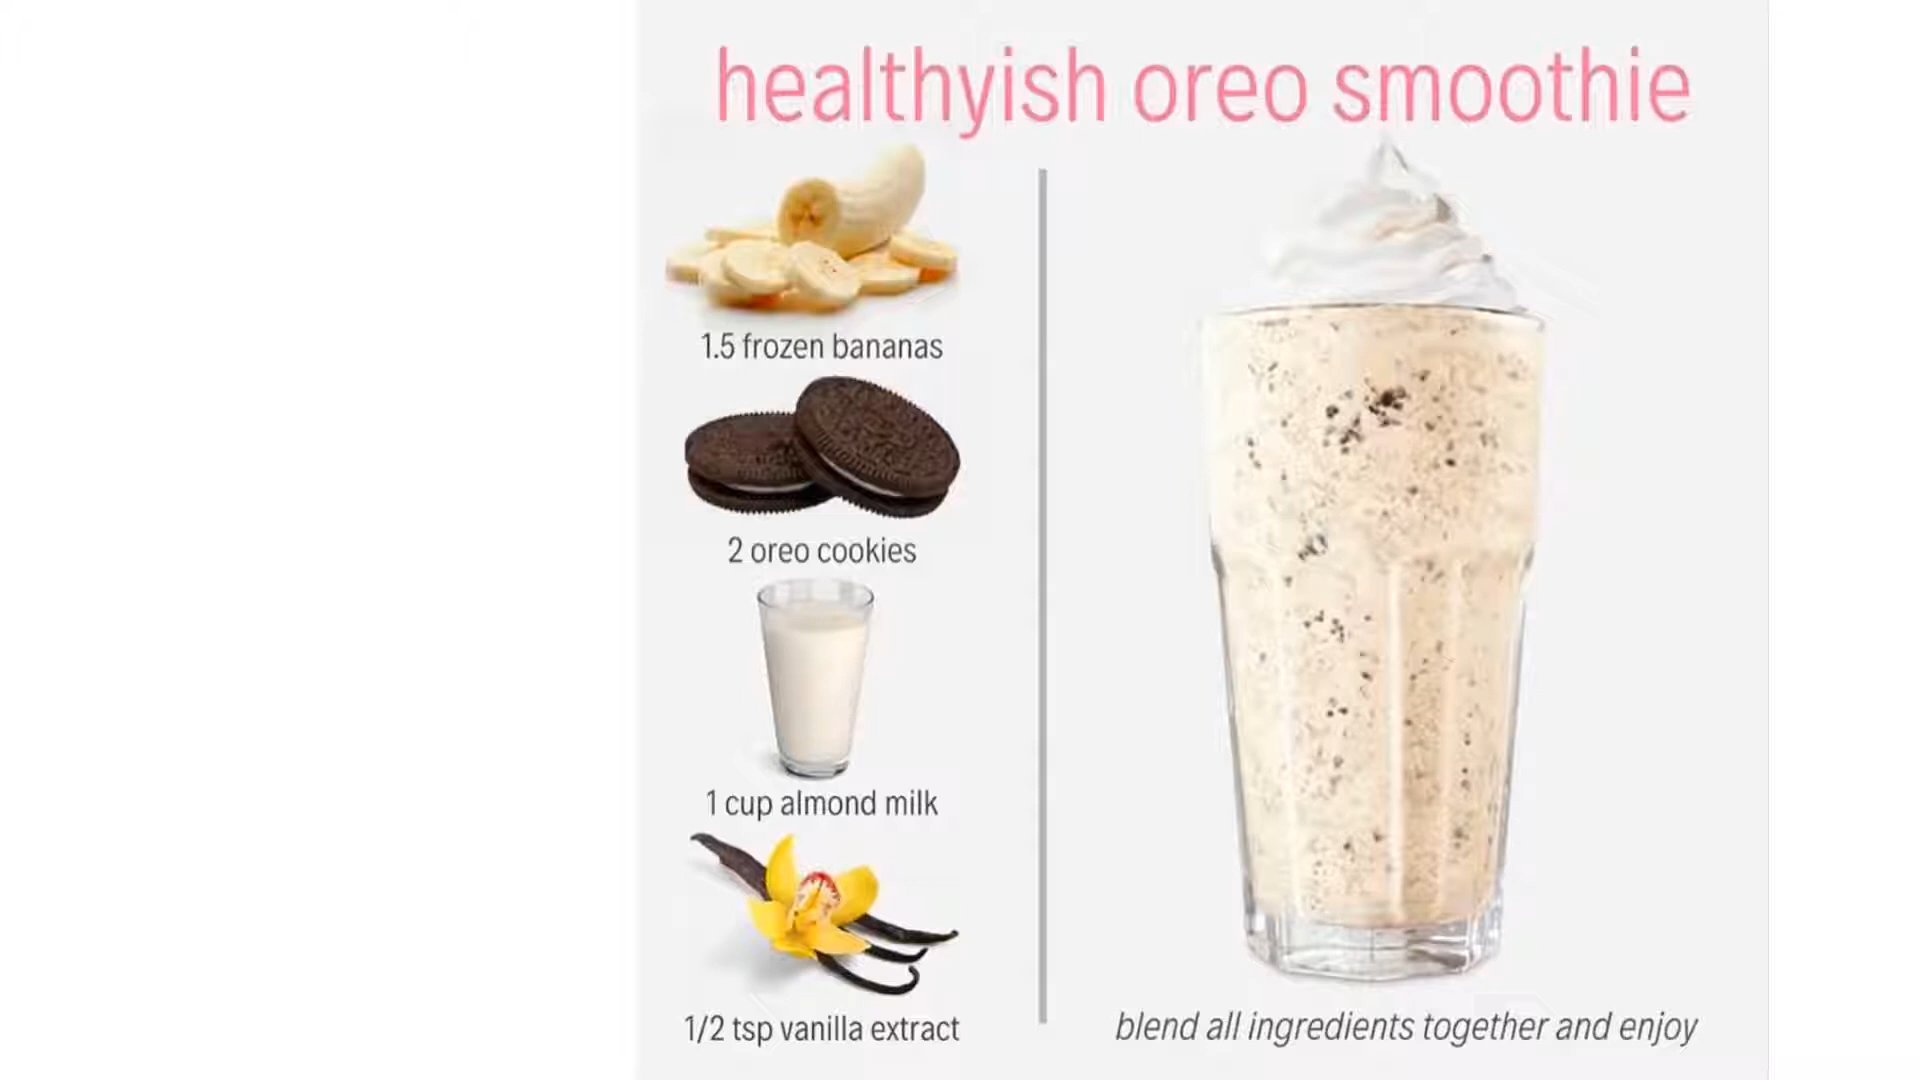 healthyish oreo smoothie
1.5 frozen bananas
2 oreo cookies
1 cup almond milk
1/2 tsp vanilla extract
blend all ingredients together and enjoy